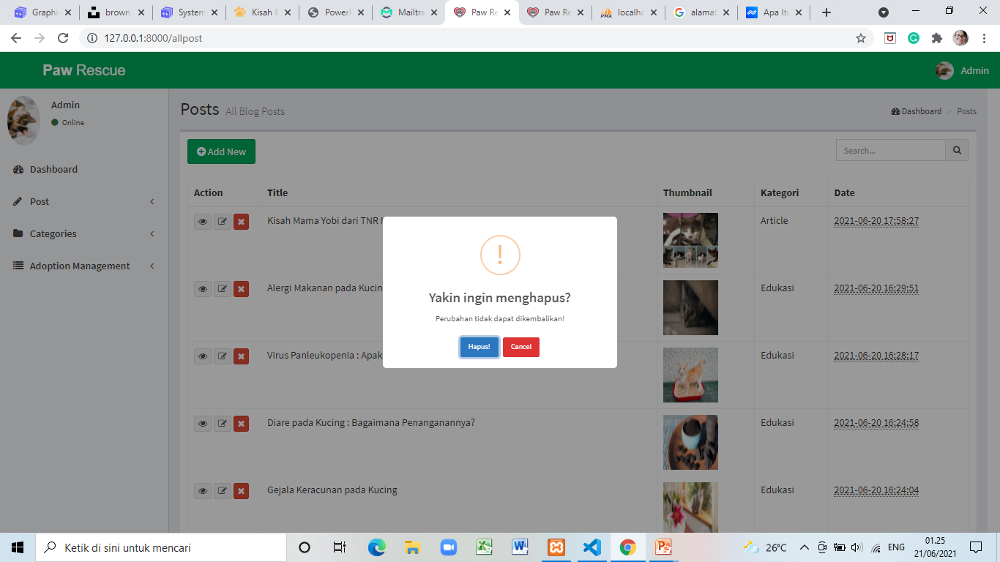 Graphi
brown
System
Kisah M
PowerP
Mailtra
Paw Re
Paw Re
localho
alamat
Apa Itu
127.0.0.1:8000/allpost
Paw Rescue
Admin
Admin
Online
Posts All Blog Posts
Dashboard > Posts
Dashboard
Post
Categories
Adoption Management
Add New
Search...
Action Title Thumbnail Kategori Date
Kisah Mama Yobi dari TNR Article 2021-06-20 17:58:27
Alergi Makanan pada Kucin Edukasi 2021-06-20 16:29:51
Virus Panleukopenia : Apak Edukasi 2021-06-20 16:28:17
Diare pada Kucing : Bagaimana Penanganannya? Edukasi 2021-06-20 16:24:58
Gejala Keracunan pada Kucing Edukasi 2021-06-20 16:24:04
!
Yakin ingin menghapus?
Perubahan tidak dapat dikembalikan!
Hapus! Cancel
Ketik di sini untuk mencari
26°C
ENG
01.25
21/06/2021